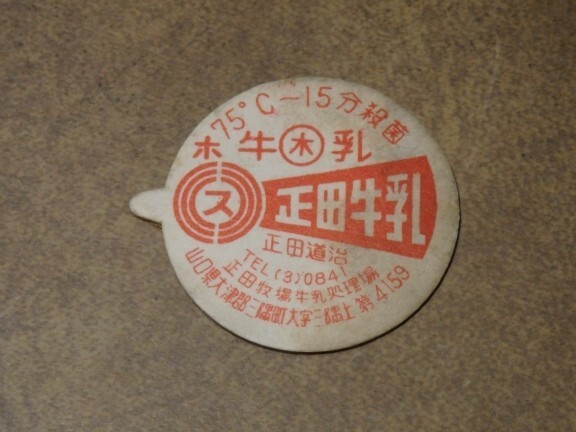 75°C−15分殺菌
牛 木 乳
ホ
ス
正田牛乳
正田道治
TEL(3)0841
正田牧場牛乳処理場
山口県大津郡三隅町大字三隅上第4159